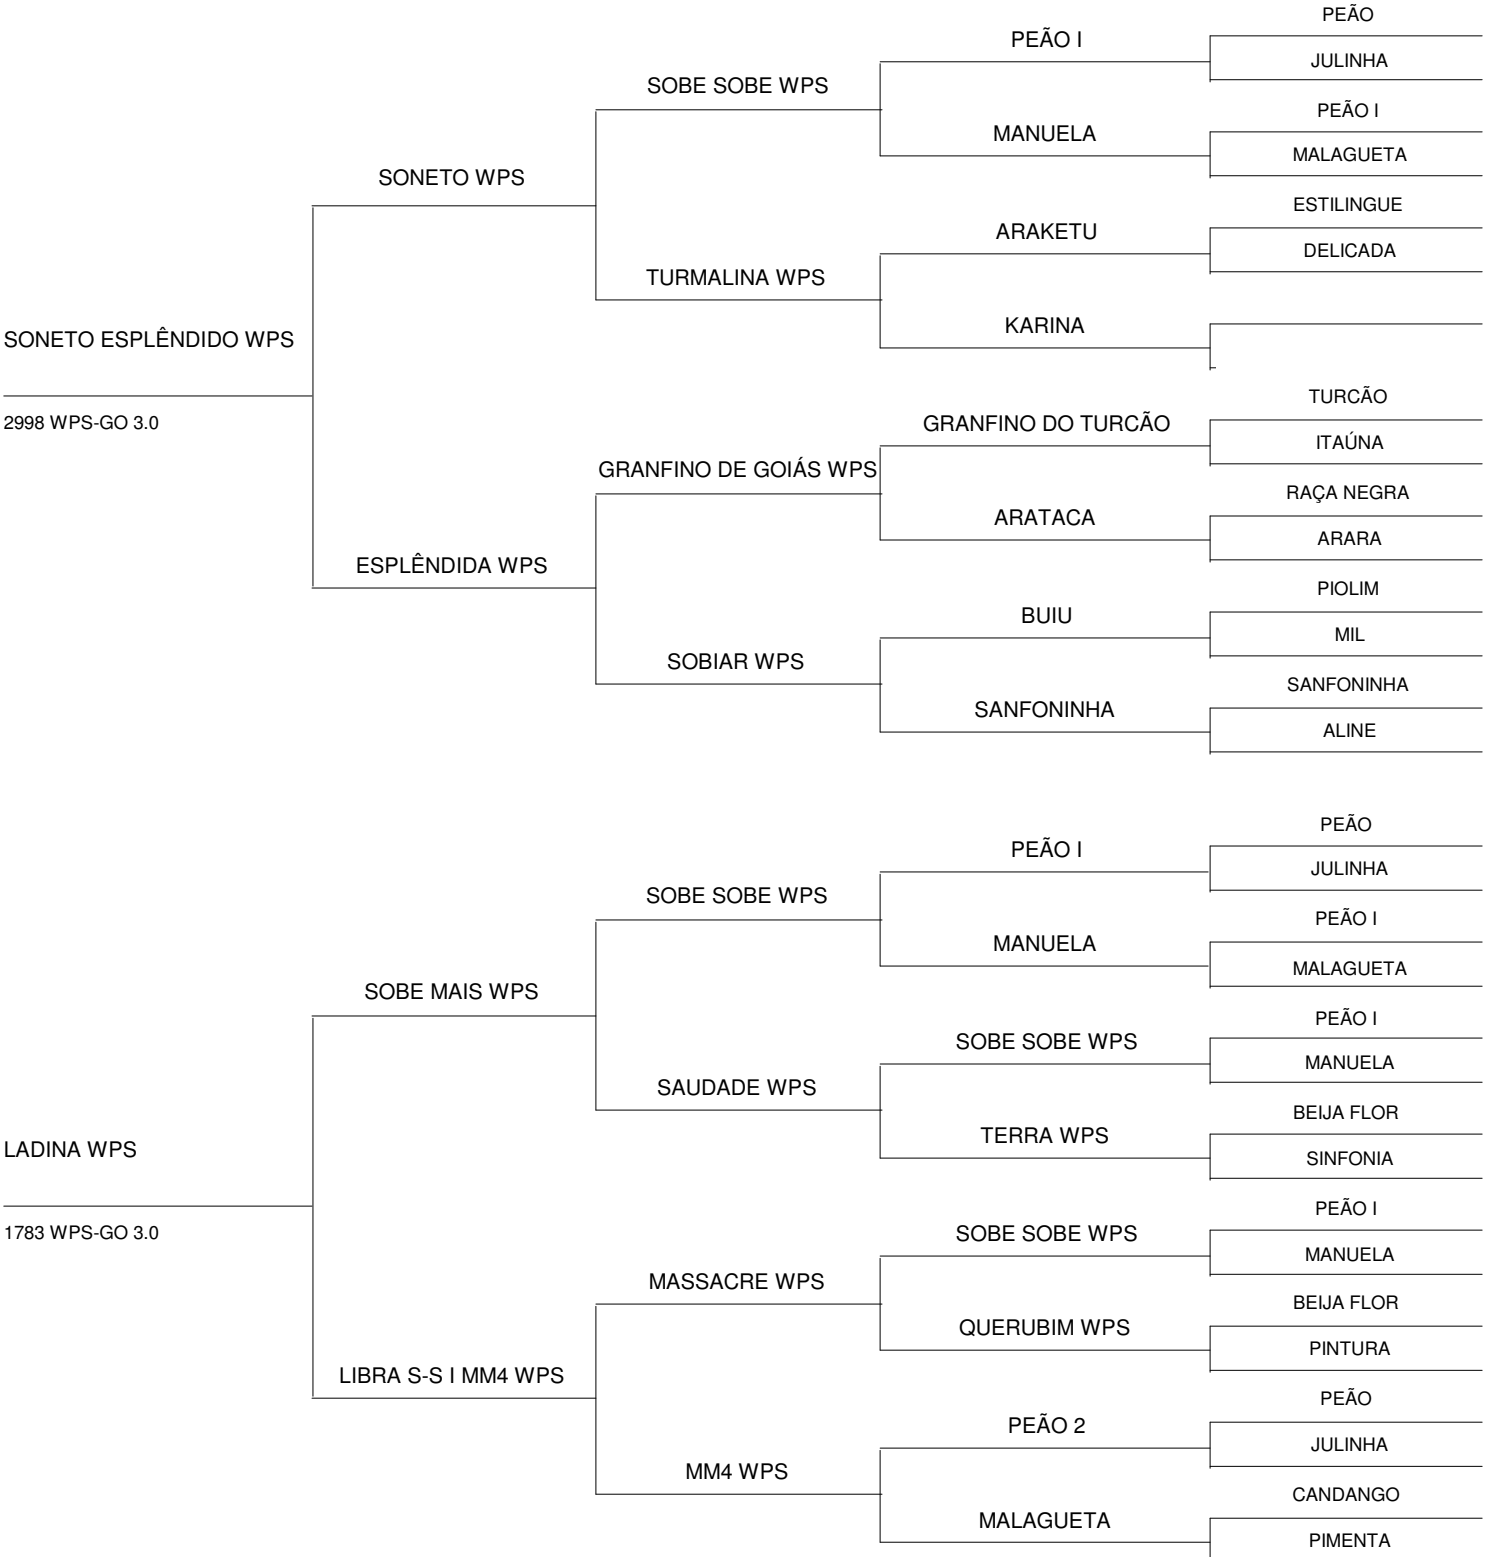 PEÃO
PEÃO I
JULINHA
SOBE SOBE WPS
PEÃO I
MANUELA
MALAGUETA
SONETO WPS
ESTILINGUE
ARAKETU
DELICADA
TURMALINA WPS
KARINA
SONETO ESPLÊNDIDO WPS
2998 WPS-GO 3.0
TURCÃO
GRANFINO DO TURCÃO
ITAÚNA
GRANFINO DE GOIÁS WPS
RAÇA NEGRA
ARATACA
ARARA
ESPLÊNDIDA WPS
PIOLIM
BUIU
MIL
SOBIAR WPS
SANFONINHA
SANFONINHA
ALINE
PEÃO
PEÃO I
JULINHA
SOBE SOBE WPS
PEÃO I
MANUELA
MALAGUETA
SOBE MAIS WPS
PEÃO I
SOBE SOBE WPS
MANUELA
SAUDADE WPS
BEIJA FLOR
TERRA WPS
SINFONIA
LADINA WPS
1783 WPS-GO 3.0
PEÃO I
SOBE SOBE WPS
MANUELA
MASSACRE WPS
BEIJA FLOR
QUERUBIM WPS
PINTURA
LIBRA S-S I MM4 WPS
PEÃO
PEÃO 2
JULINHA
MM4 WPS
CANDANGO
MALAGUETA
PIMENTA